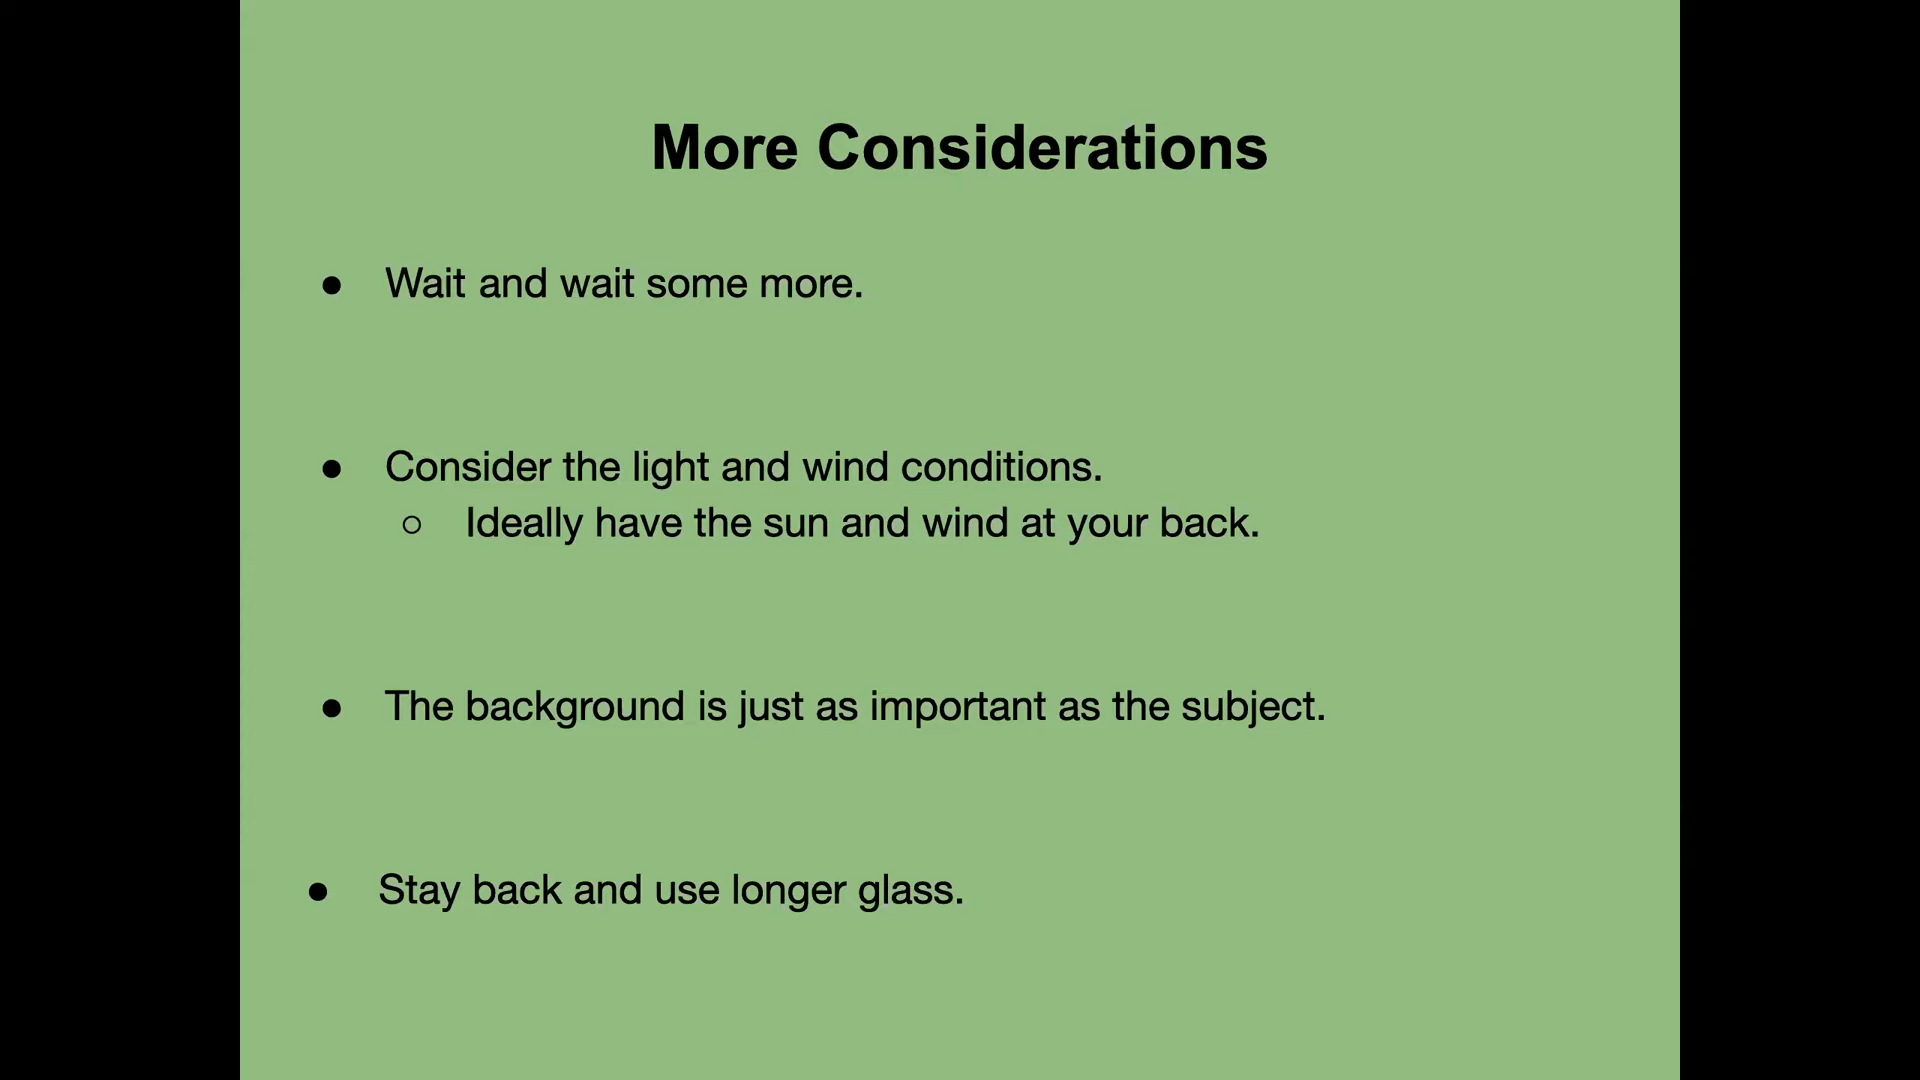 More Considerations
● Wait and wait some more.
● Consider the light and wind conditions.
○ Ideally have the sun and wind at your back.
● The background is just as important as the subject.
● Stay back and use longer glass.